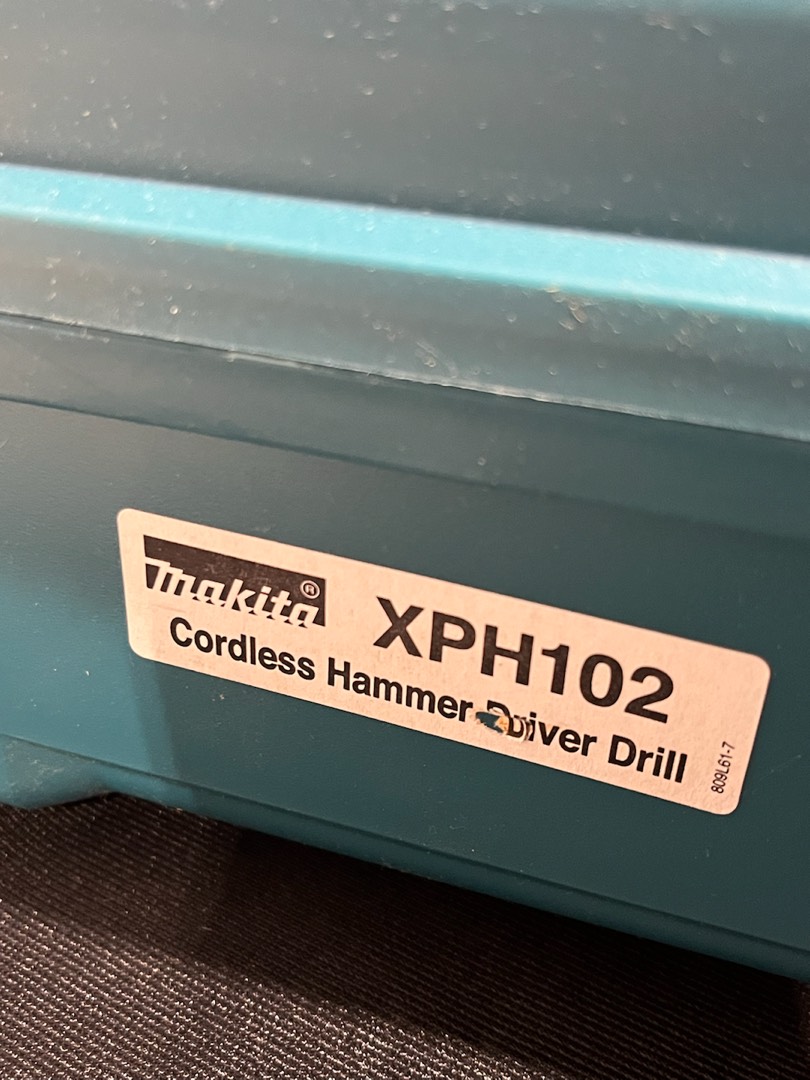 makita® XPH102
Cordless Hammer Driver Drill
809L61-7